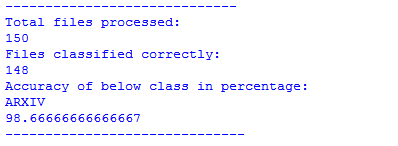 -----------------------------
Total files processed:
150
Files classified correctly:
148
Accuracy of below class in percentage:
ARXIV
98.66666666666667
------------------------------